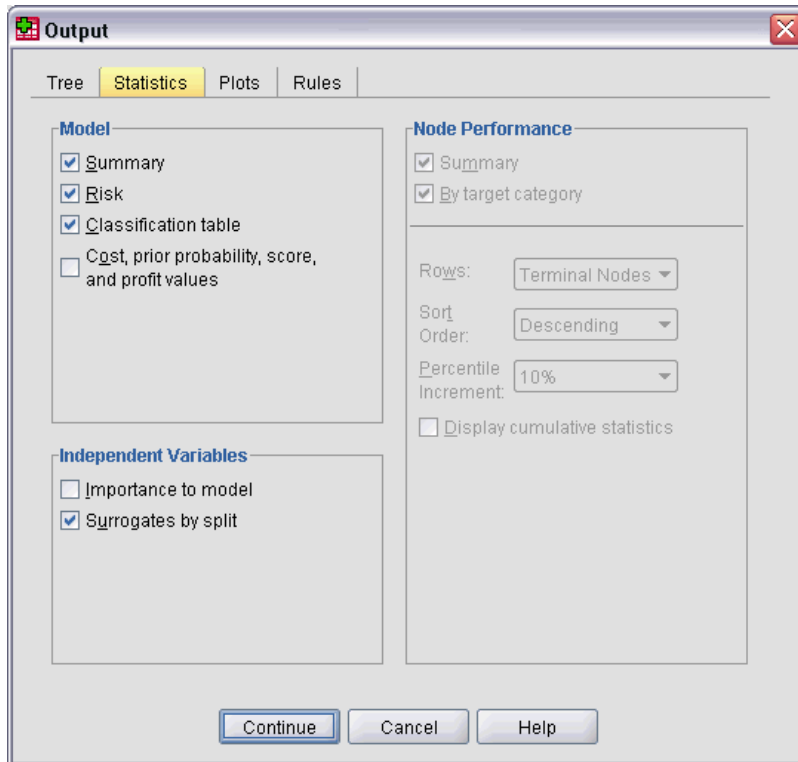 Output
Tree
Statistics
Plots
Rules
Model
Summary
Risk
Classification table
Cost, prior probability, score,
and profit values
Independent Variables
Importance to model
Surrogates by split
Node Performance
Summary
By target category
Rows:
Terminal Nodes
Sort
Order:
Descending
Percentile
Increment:
10%
Display cumulative statistics
Continue
Cancel
Help